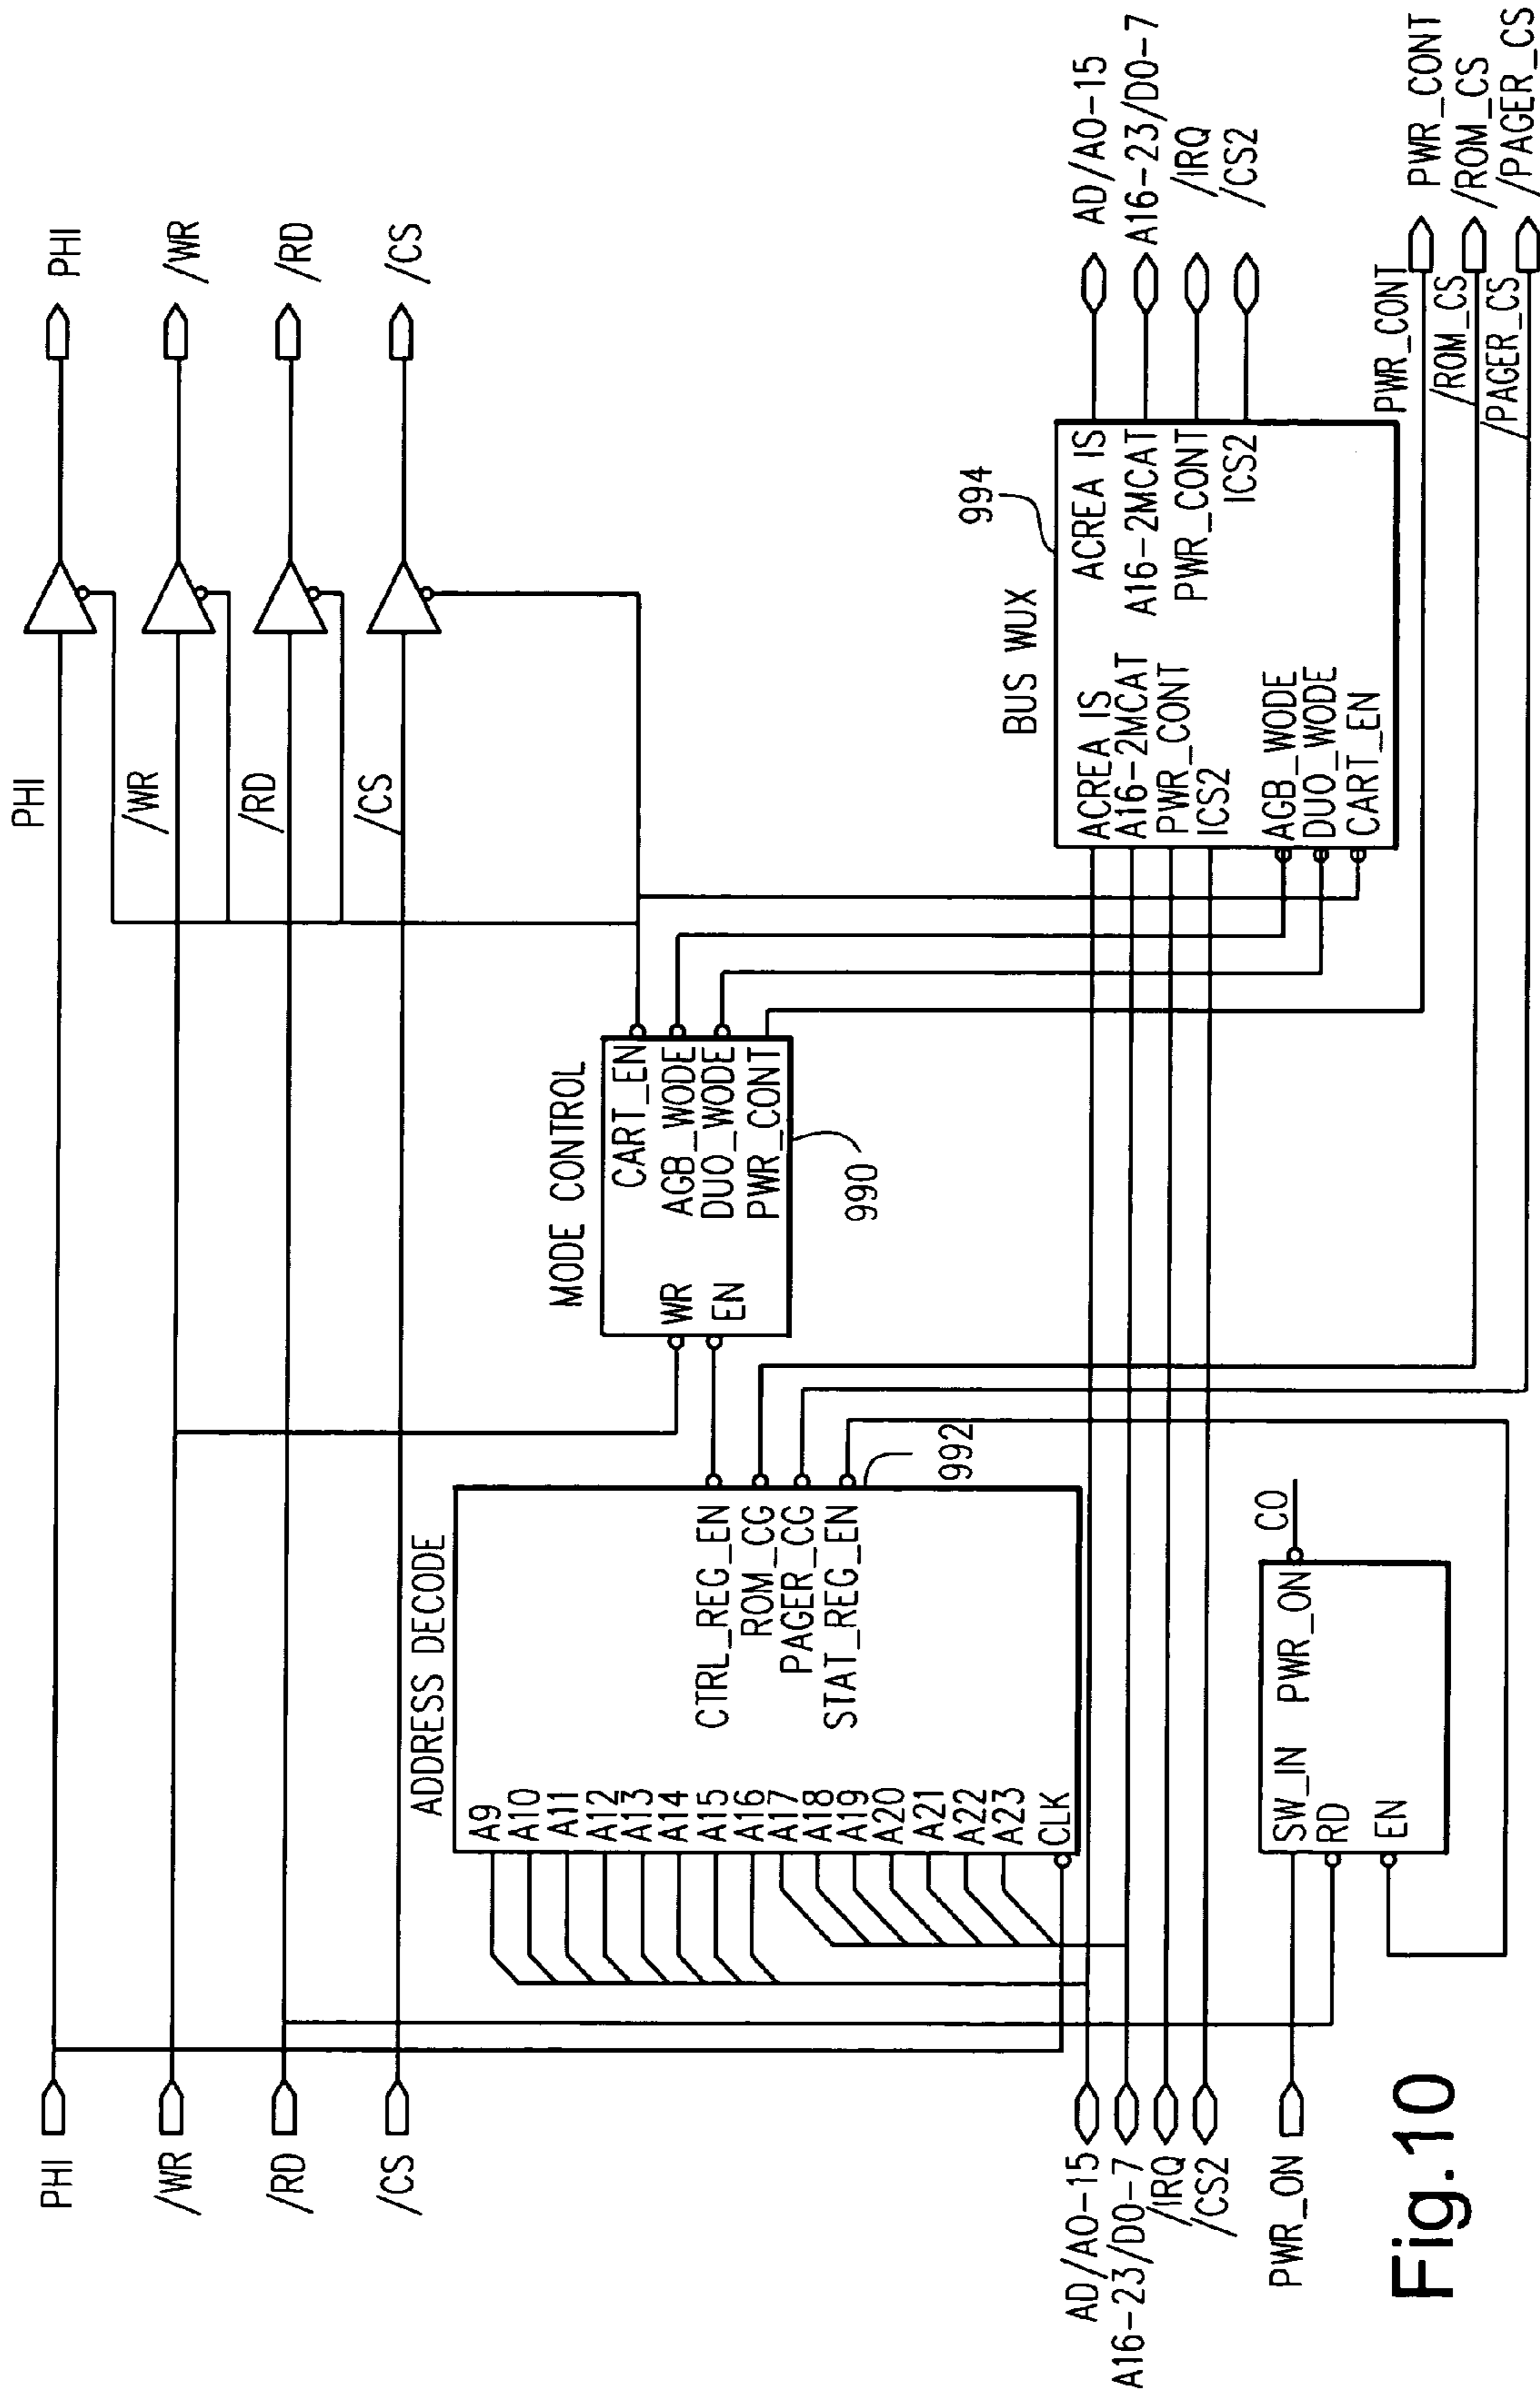 PHI
PHI
PHI
/WR
/WR
/WR
/RD
/RD
/RD
/CS
/CS
/CS
MODE CONTROL
WR
EN
CART_EN
AGB_WODE
DUO_WODE
PWR_CONT
990
ADDRESS DECODE
A9
A10
A11
A12
A13
A14
A15
A16
A17
A18
A19
A20
A21
A22
A23
CLK
CTRL_REG_EN
ROM_CG
PAGER_CG
STAT_REG_EN
992
BUS WUX
994
ACREA IS
A16-2MCAT
PWR_CONT
ICS2
AGB_WODE
DUO_WODE
CART_EN
ACREA IS
A16-2MCAT
PWR_CONT
ICS2
AD/A0-15
A16-23/D0-7
/IRQ
/CS2
AD/A0-15
A16-23/D0-7
/IRQ
/CS2
PWR_ON
SW_IN
RD
EN
PWR_ON
CO
PWR_CONT
PWR_CONT
/ROM_CS
/ROM_CS
/PAGER_CS
/PAGER_CS
Fig.10